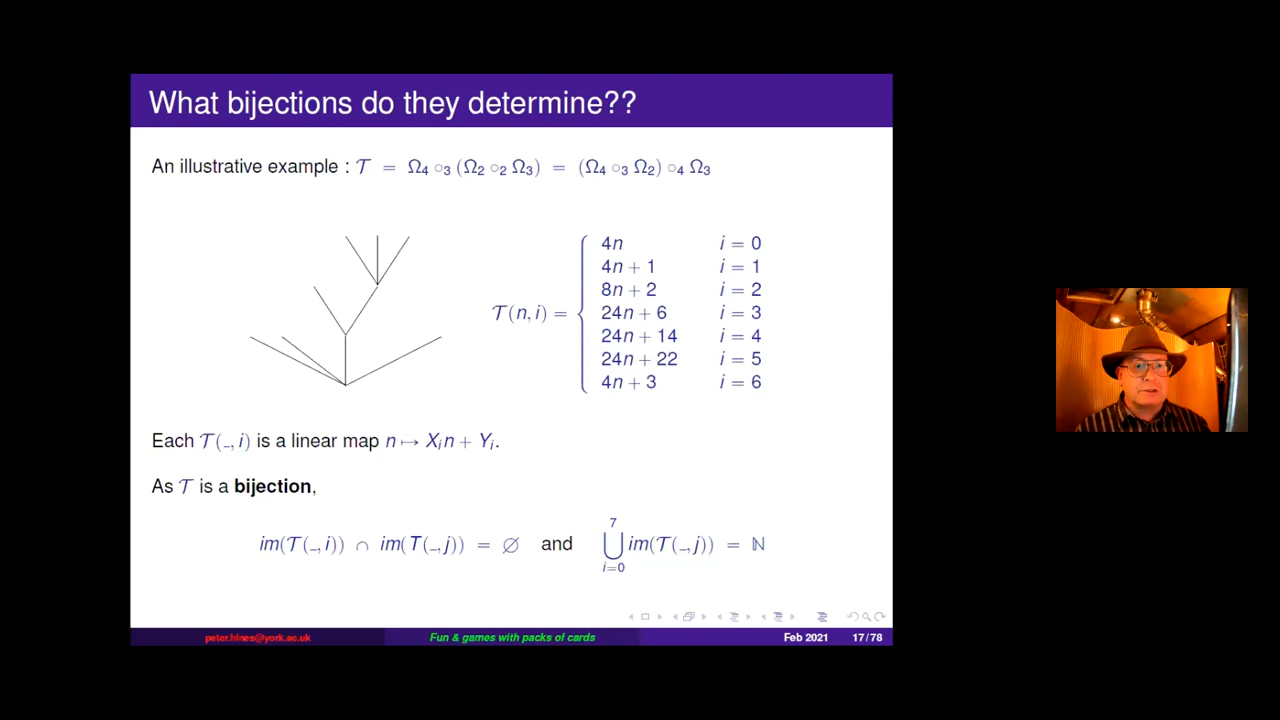 What bijections do they determine??
An illustrative example : 𝒯 = Ω₄ ∘₃ (Ω₂ ∘₂ Ω₃) = (Ω₄ ∘₃ Ω₂) ∘₄ Ω₃
𝒯(n, i) =
4n i = 0
4n + 1 i = 1
8n + 2 i = 2
24n + 6 i = 3
24n + 14 i = 4
24n + 22 i = 5
4n + 3 i = 6
Each 𝒯(_, i) is a linear map n ↦ Xᵢn + Yᵢ.
As 𝒯 is a bijection,
im(𝒯(_, i)) ∩ im(T(_, j)) = ∅ and ⋃_{i=0}^{7} im(𝒯(_, j)) = ℕ
peter.hines@york.ac.uk Fun & games with packs of cards Feb 2021 17 / 78